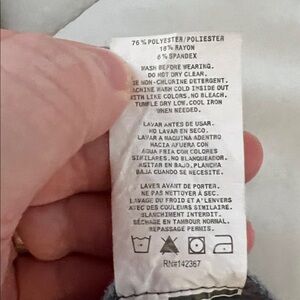 76% POLYESTER/POLIESTER
18% RAYON
6% SPANDEX
WASH BEFORE WEARING.
DO NOT DRY CLEAR.
SE NON-CHLORINE DETERGENT.
MACHINE WARM COLD INSIDE OUT
WITH LIKE COLORS, NO BLEACH,
TUMBLE DRY LOW, COOL IRON
WHEN NEEDED.
LAVAR ANTES DE USAR.
NO LAVAR EN SECO.
LAVAR A MAQUINA ADENTRO
HACIA AFUERA CON
AGUA FRIA CON COLORES
SIMILARES, NO BLANQUEADOR.
ASITAR EN BAJO, PLANCHA
BAJA CUANDO SE NECESITE.
LAVER AVANT DE PORTER.
NE PAS NETTOYER À SEC.
LAVAGE DU FROID ET A L'ENVERS
AVEC DES COULEURS SIMILAIRE.
BLANCHIMENT INTERDIT.
SÉCHAGE EN TAMBOUR NORMAL.
REPASSAGE PERMIS.
RN#142367